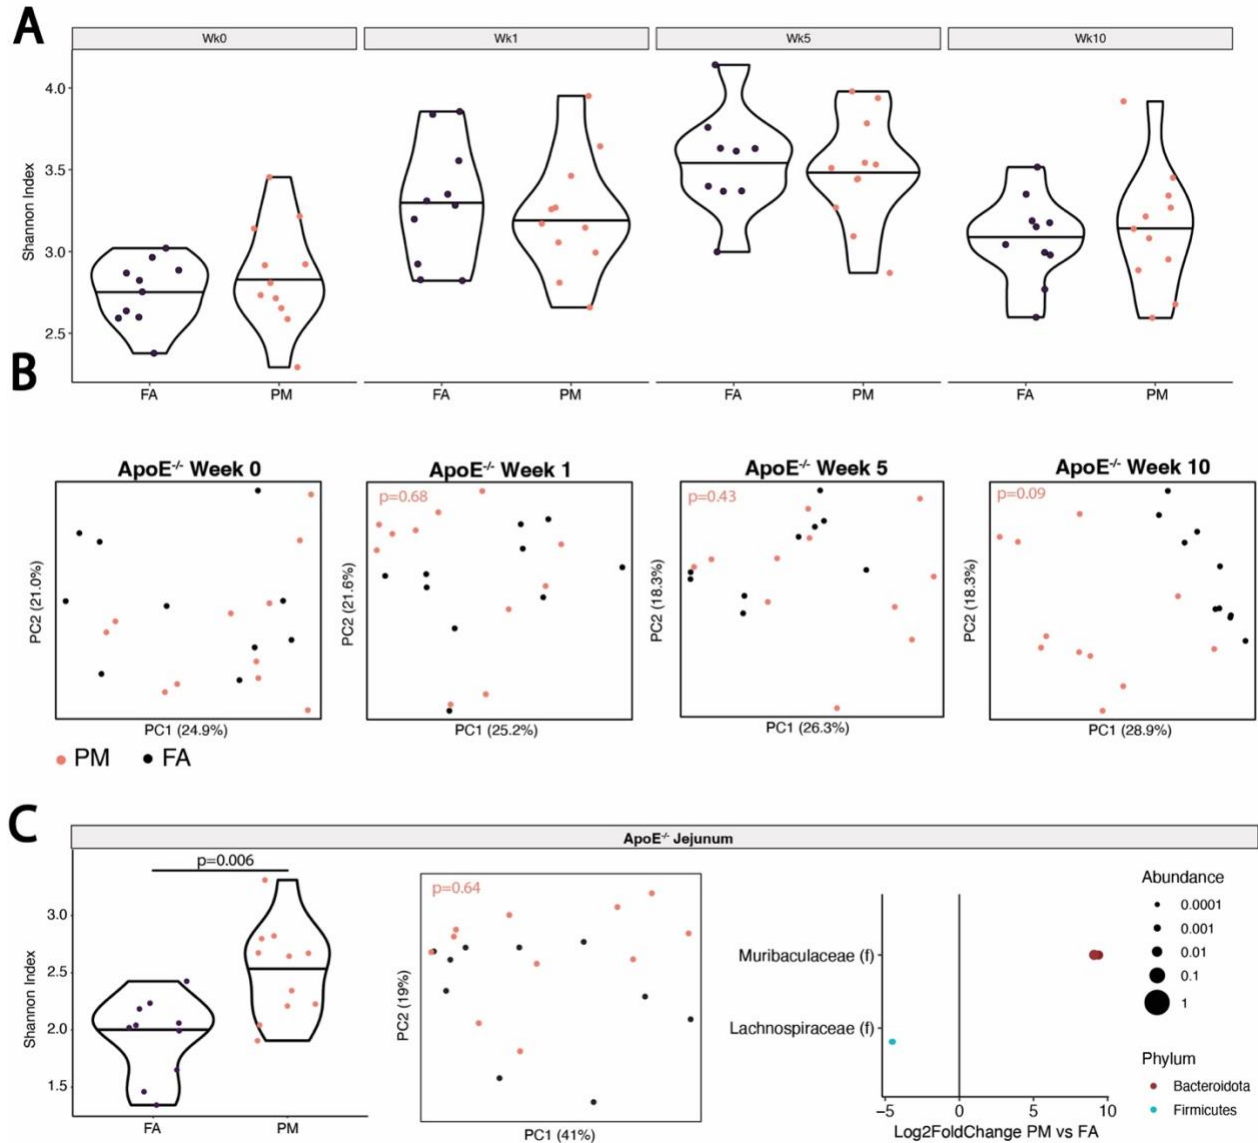 A
Wk0 Wk1 Wk5 Wk10
Shannon Index
4.0
3.5
3.0
2.5
FA PM FA PM FA PM FA PM
B
ApoE-/- Week 0 ApoE-/- Week 1 ApoE-/- Week 5 ApoE-/- Week 10
p=0.68 p=0.43 p=0.09
PC2 (21.0%) PC2 (21.6%) PC2 (18.3%) PC2 (18.3%)
PC1 (24.9%) PC1 (25.2%) PC1 (26.3%) PC1 (28.9%)
PM FA
C
ApoE-/- Jejunum
p=0.006
Shannon Index
3.0
2.5
2.0
1.5
FA PM
p=0.64
PC2 (19%)
PC1 (41%)
Muribaculaceae (f)
Lachnospiraceae (f)
−5 0 5 10
Log2FoldChange PM vs FA
Abundance
0.0001
0.001
0.01
0.1
1
Phylum
Bacteroidota
Firmicutes